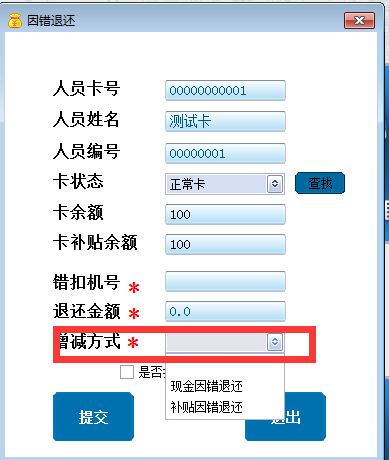 因错退还
人员卡号 00000000001
人员姓名 测试卡
人员编号 00000001
卡状态 正常卡 查找
卡余额 100
卡补贴余额 100
错扣机号 *
退还金额 * 0.0
增减方式 *
是否
现金因错退还
补贴因错退还
提交
退出